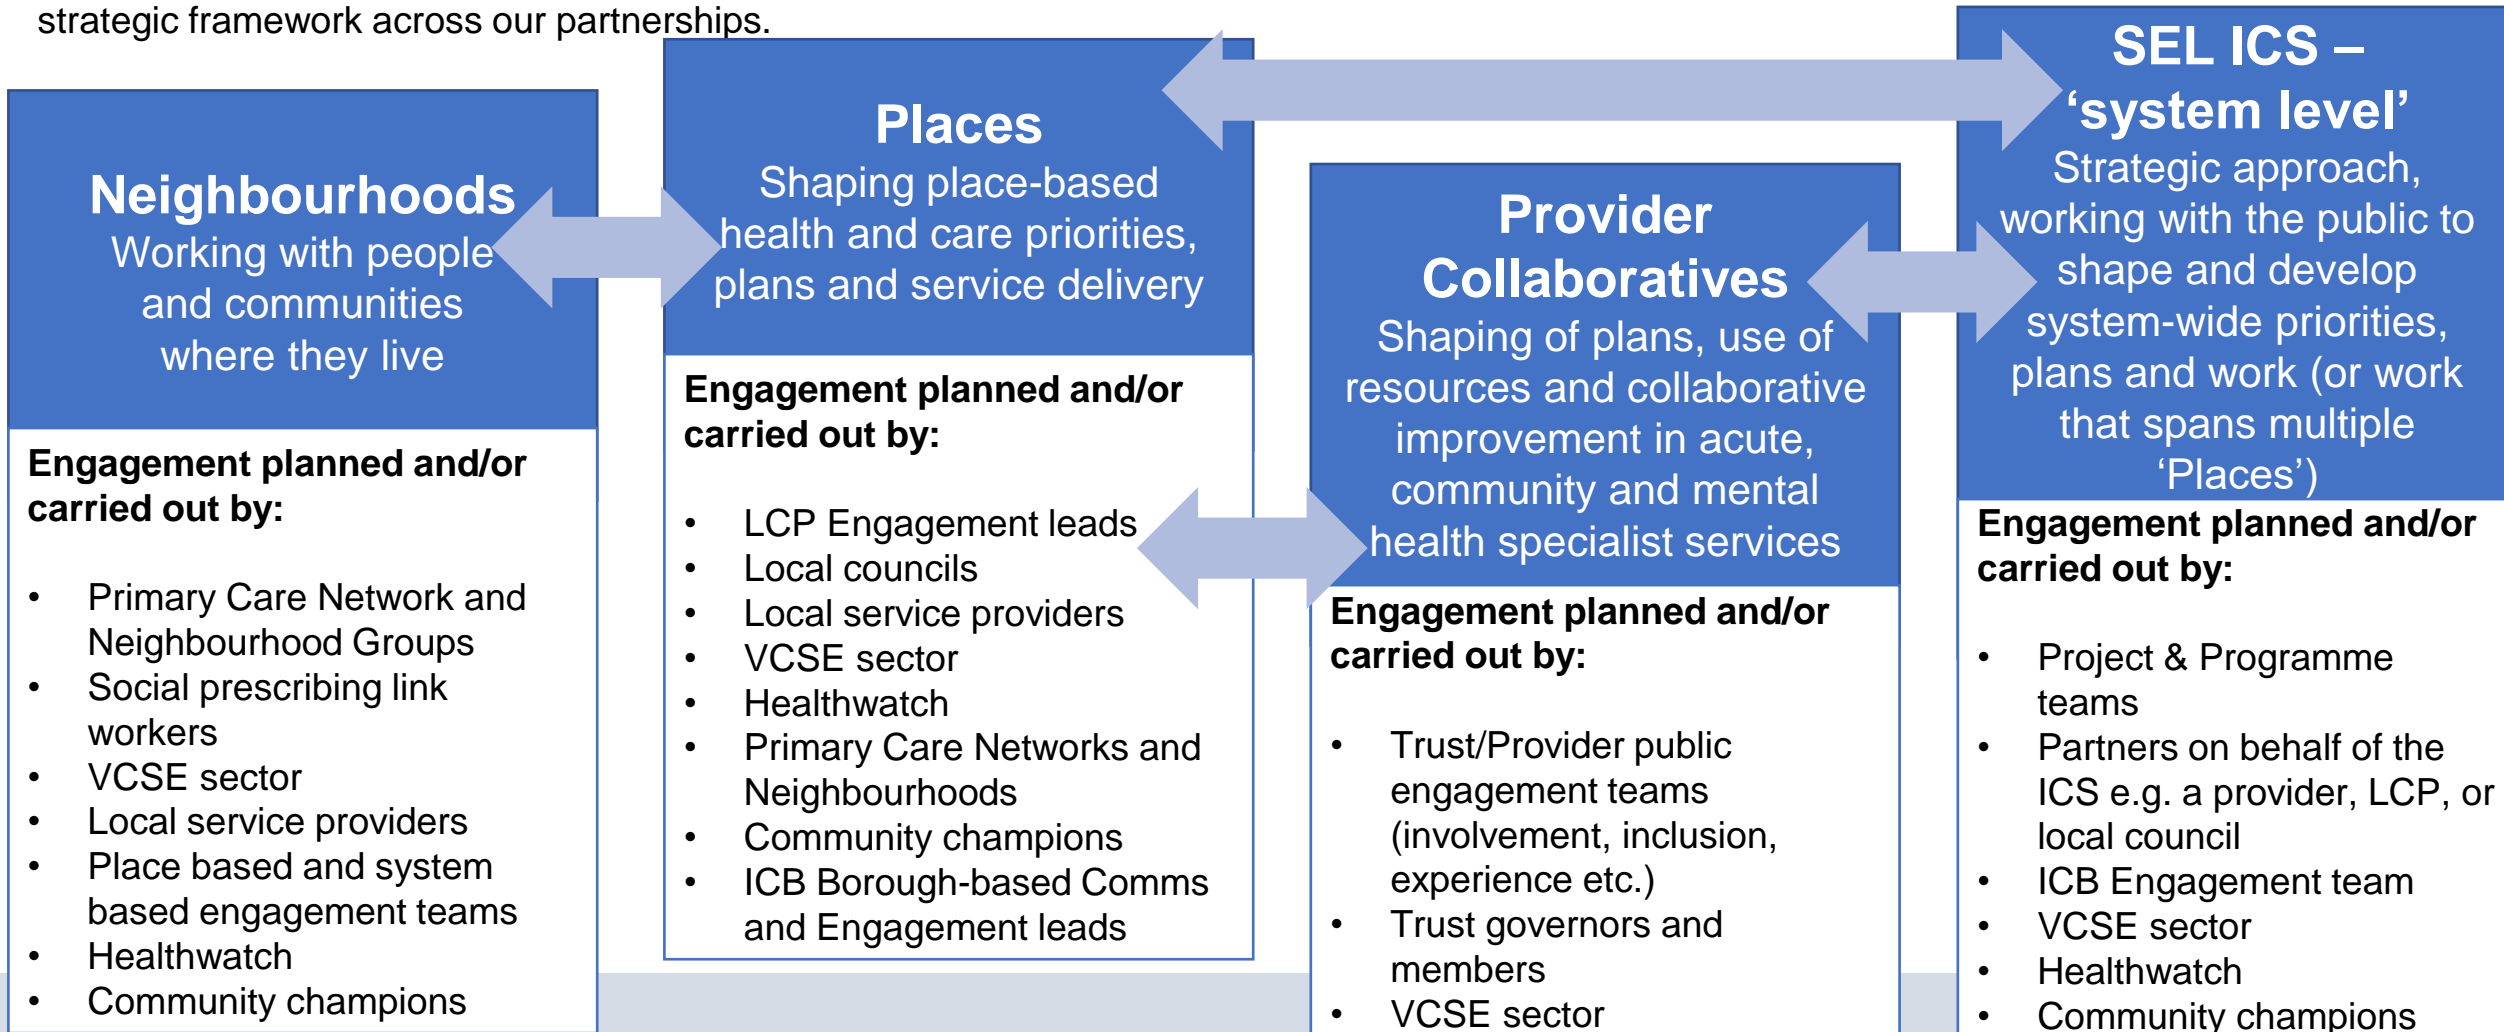 strategic framework across our partnerships.
Neighbourhoods
Working with people
and communities
where they live
Engagement planned and/or
carried out by:
• Primary Care Network and
Neighbourhood Groups
• Social prescribing link
workers
• VCSE sector
• Local service providers
• Place based and system
based engagement teams
• Healthwatch
• Community champions
Places
Shaping place-based
health and care priorities,
plans and service delivery
Engagement planned and/or
carried out by:
• LCP Engagement leads
• Local councils
• Local service providers
• VCSE sector
• Healthwatch
• Primary Care Networks and
Neighbourhoods
• Community champions
• ICB Borough-based Comms
and Engagement leads
Provider
Collaboratives
Shaping of plans, use of
resources and collaborative
improvement in acute,
community and mental
health specialist services
Engagement planned and/or
carried out by:
• Trust/Provider public
engagement teams
(involvement, inclusion,
experience etc.)
• Trust governors and
members
• VCSE sector
SEL ICS –
‘system level’
Strategic approach,
working with the public to
shape and develop
system-wide priorities,
plans and work (or work
that spans multiple
‘Places’)
Engagement planned and/or
carried out by:
• Project & Programme
teams
• Partners on behalf of the
ICS e.g. a provider, LCP, or
local council
• ICB Engagement team
• VCSE sector
• Healthwatch
• Community champions